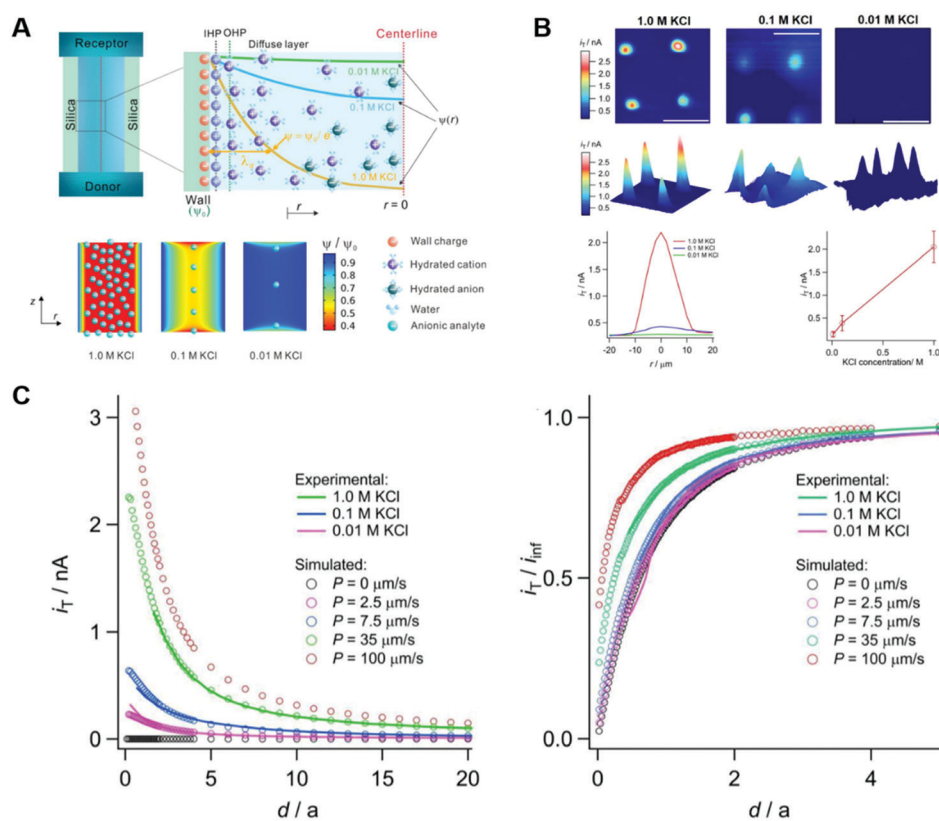 A
Receptor
Silica
Silica
Donor
IHP
OHP
Diffuse layer
Centerline
0.01 M KCl
0.1 M KCl
1.0 M KCl
ψ(r)
Wall
(ψ₀)
r
r = 0
z
r
1.0 M KCl
0.1 M KCl
0.01 M KCl
ψ / ψ₀
0.9
0.8
0.7
0.6
0.5
0.4
Wall charge
Hydrated cation
Hydrated anion
Water
Anionic analyte
B
1.0 M KCl
0.1 M KCl
0.01 M KCl
iT / nA
2.5
2.0
1.5
1.0
0.5
iT / nA
2.5
2.0
1.5
1.0
0.5
iT / nA
2.0
1.5
1.0
0.5
1.0 M KCl
0.1 M KCl
0.01 M KCl
-20
-10
0
10
20
r / μm
iT / nA
2.0
1.5
1.0
0.5
0.0
0.5
1.0
KCl concentration/ M
C
iT / nA
3
2
1
0
Experimental:
1.0 M KCl
0.1 M KCl
0.01 M KCl
Simulated:
P = 0 μm/s
P = 2.5 μm/s
P = 7.5 μm/s
P = 35 μm/s
P = 100 μm/s
0
5
10
15
20
d / a
iT / iinf
1.0
0.5
0.0
Experimental:
1.0 M KCl
0.1 M KCl
0.01 M KCl
Simulated:
P = 0 μm/s
P = 2.5 μm/s
P = 7.5 μm/s
P = 35 μm/s
P = 100 μm/s
0
2
4
d / a